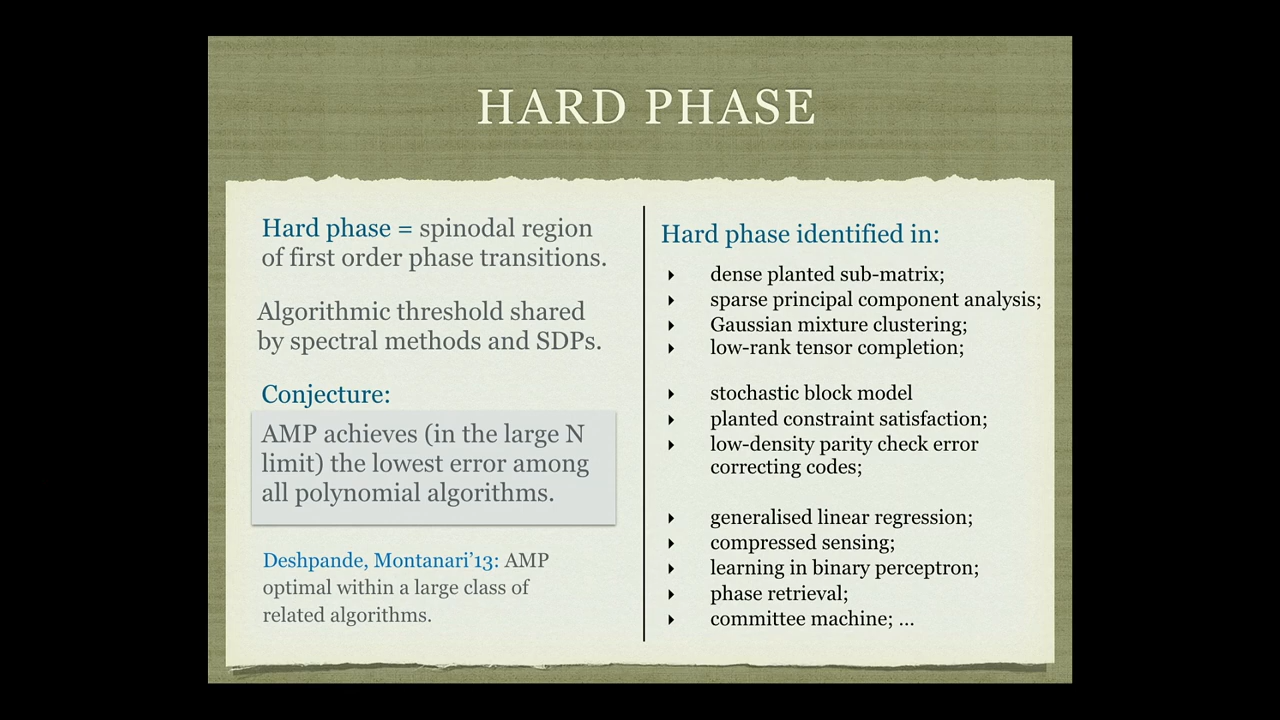 HARD PHASE
Hard phase = spinodal region
of first order phase transitions.
Algorithmic threshold shared
by spectral methods and SDPs.
Conjecture:
AMP achieves (in the large N
limit) the lowest error among
all polynomial algorithms.
Deshpande, Montanari’13: AMP
optimal within a large class of
related algorithms.
Hard phase identified in:
dense planted sub-matrix;
sparse principal component analysis;
Gaussian mixture clustering;
low-rank tensor completion;
stochastic block model
planted constraint satisfaction;
low-density parity check error
correcting codes;
generalised linear regression;
compressed sensing;
learning in binary perceptron;
phase retrieval;
committee machine; ...